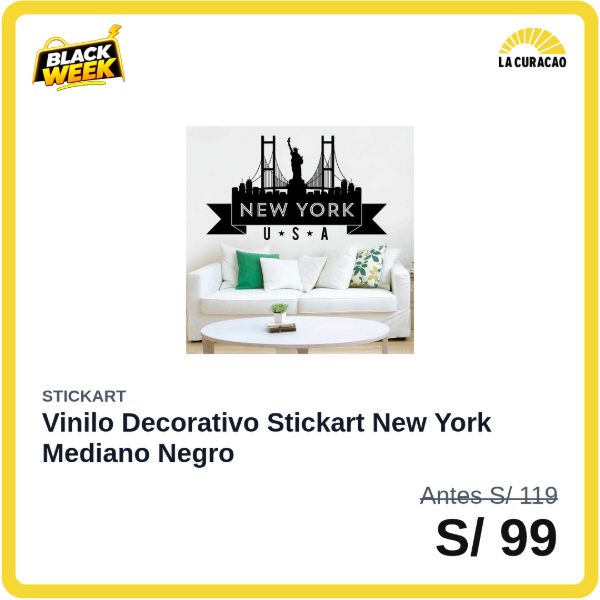 BLACK
WEEK
LA CURACAO
NEW YORK
U ★ S ★ A
STICKART
Vinilo Decorativo Stickart New York
Mediano Negro
Antes S/ 119
S/ 99